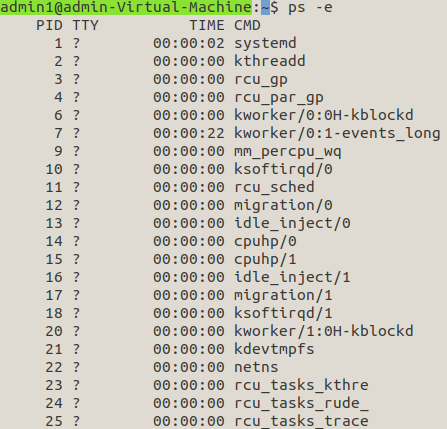 admin1@admin-Virtual-Machine:~$ ps -e
PID TTY TIME CMD
1 ? 00:00:02 systemd
2 ? 00:00:00 kthreadd
3 ? 00:00:00 rcu_gp
4 ? 00:00:00 rcu_par_gp
6 ? 00:00:00 kworker/0:0H-kblockd
7 ? 00:00:22 kworker/0:1-events_long
9 ? 00:00:00 mm_percpu_wq
10 ? 00:00:00 ksoftirqd/0
11 ? 00:00:00 rcu_sched
12 ? 00:00:00 migration/0
13 ? 00:00:00 idle_inject/0
14 ? 00:00:00 cpuhp/0
15 ? 00:00:00 cpuhp/1
16 ? 00:00:00 idle_inject/1
17 ? 00:00:00 migration/1
18 ? 00:00:00 ksoftirqd/1
20 ? 00:00:00 kworker/1:0H-kblockd
21 ? 00:00:00 kdevtmpfs
22 ? 00:00:00 netns
23 ? 00:00:00 rcu_tasks_kthre
24 ? 00:00:00 rcu_tasks_rude_
25 ? 00:00:00 rcu_tasks_trace